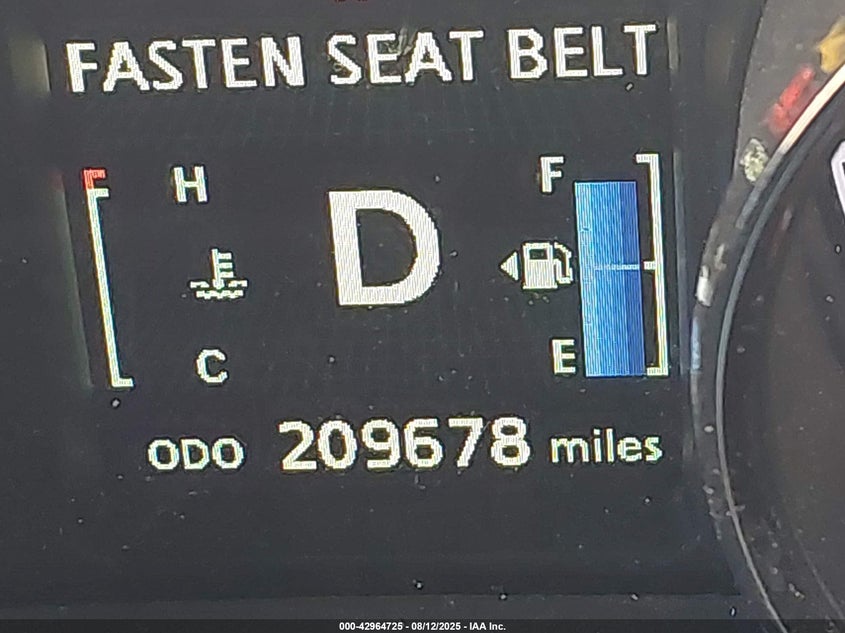 FASTEN SEAT BELT
H
F
D
E
C
ODO 209678 miles
000-42964725 - 08/12/2025 - IAA Inc.